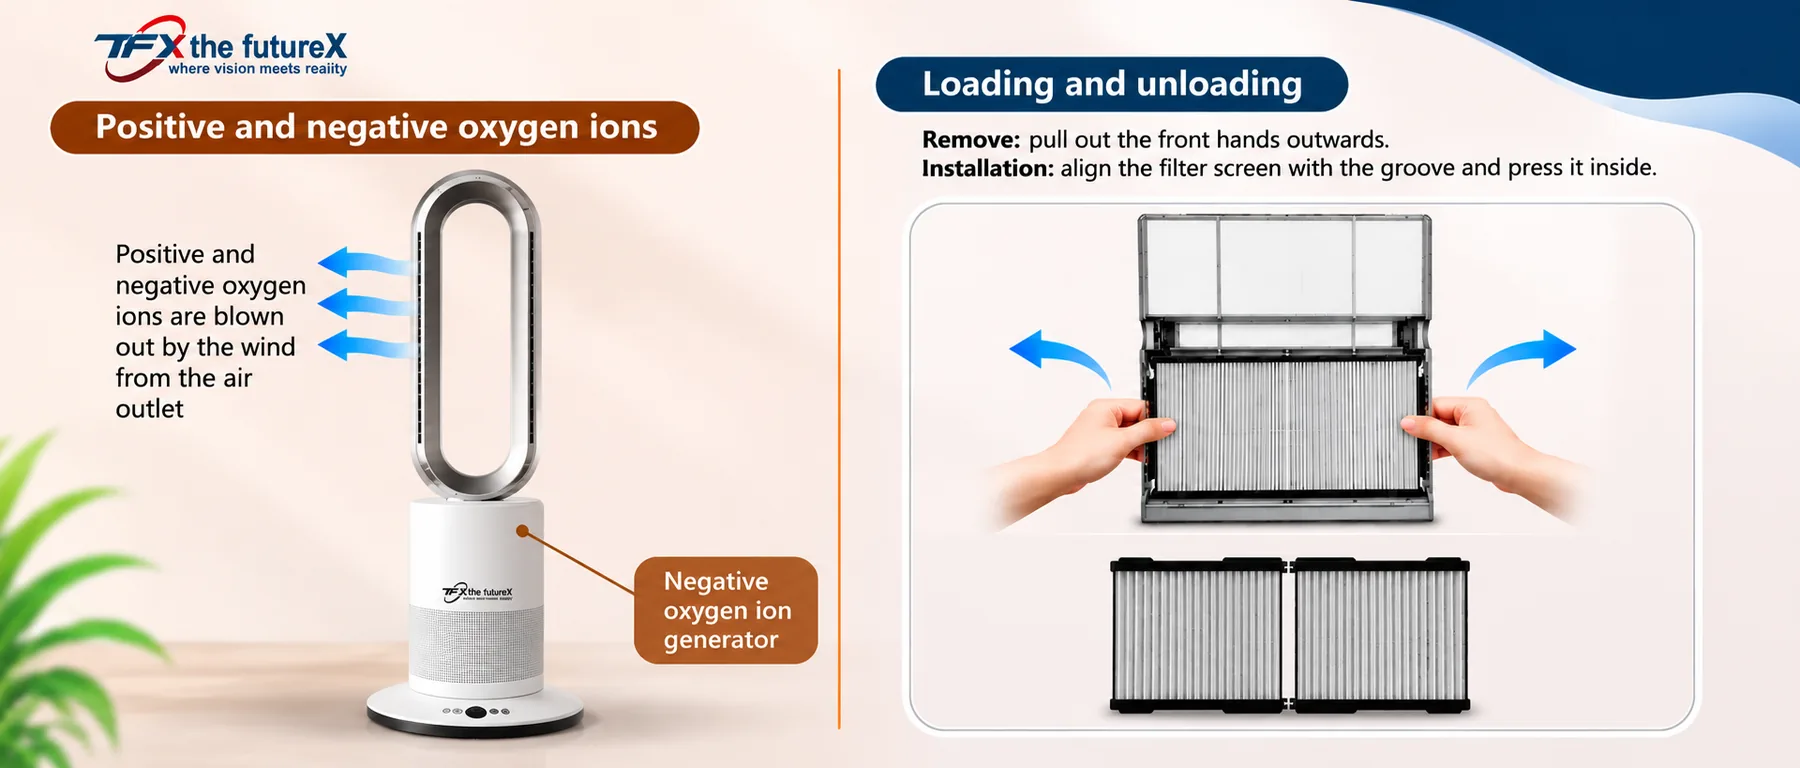 TFX the futureX
where vision meets reality
Positive and negative oxygen ions
Positive and
negative oxygen
ions are blown
out by the wind
from the air
outlet
TFX the futureX
Negative
oxygen ion
generator
Loading and unloading
Remove: pull out the front hands outwards.
Installation: align the filter screen with the groove and press it inside.